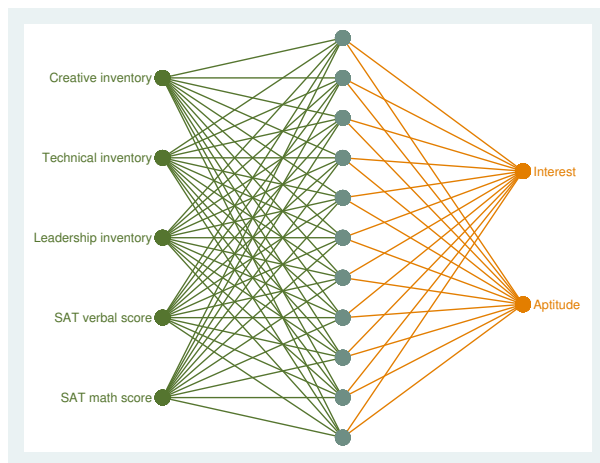 Creative inventory
Technical inventory
Leadership inventory
SAT verbal score
SAT math score
Interest
Aptitude